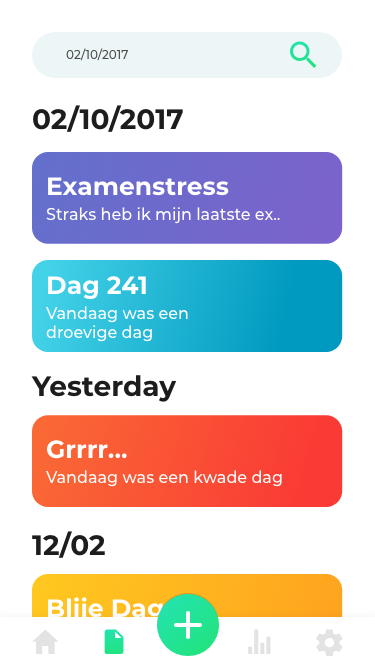 02/10/2017
02/10/2017
Examenstress
Straks heb ik mijn laatste ex..
Dag 241
Vandaag was een
droevige dag
Yesterday
Grrrr...
Vandaag was een kwade dag
12/02
Blije Dag